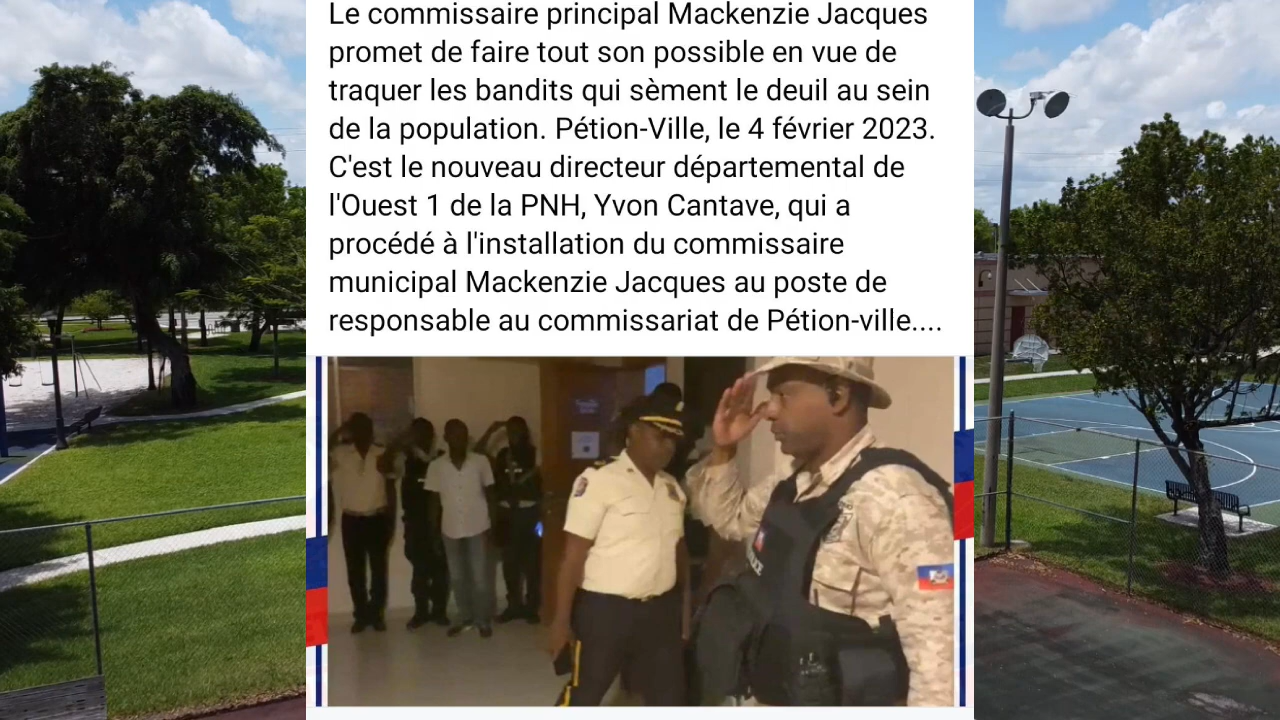 Le commissaire principal Mackenzie Jacques
promet de faire tout son possible en vue de
traquer les bandits qui sèment le deuil au sein
de la population. Pétion-Ville, le 4 février 2023.
C'est le nouveau directeur départemental de
l'Ouest 1 de la PNH, Yvon Cantave, qui a
procédé à l'installation du commissaire
municipal Mackenzie Jacques au poste de
responsable au commissariat de Pétion-ville....